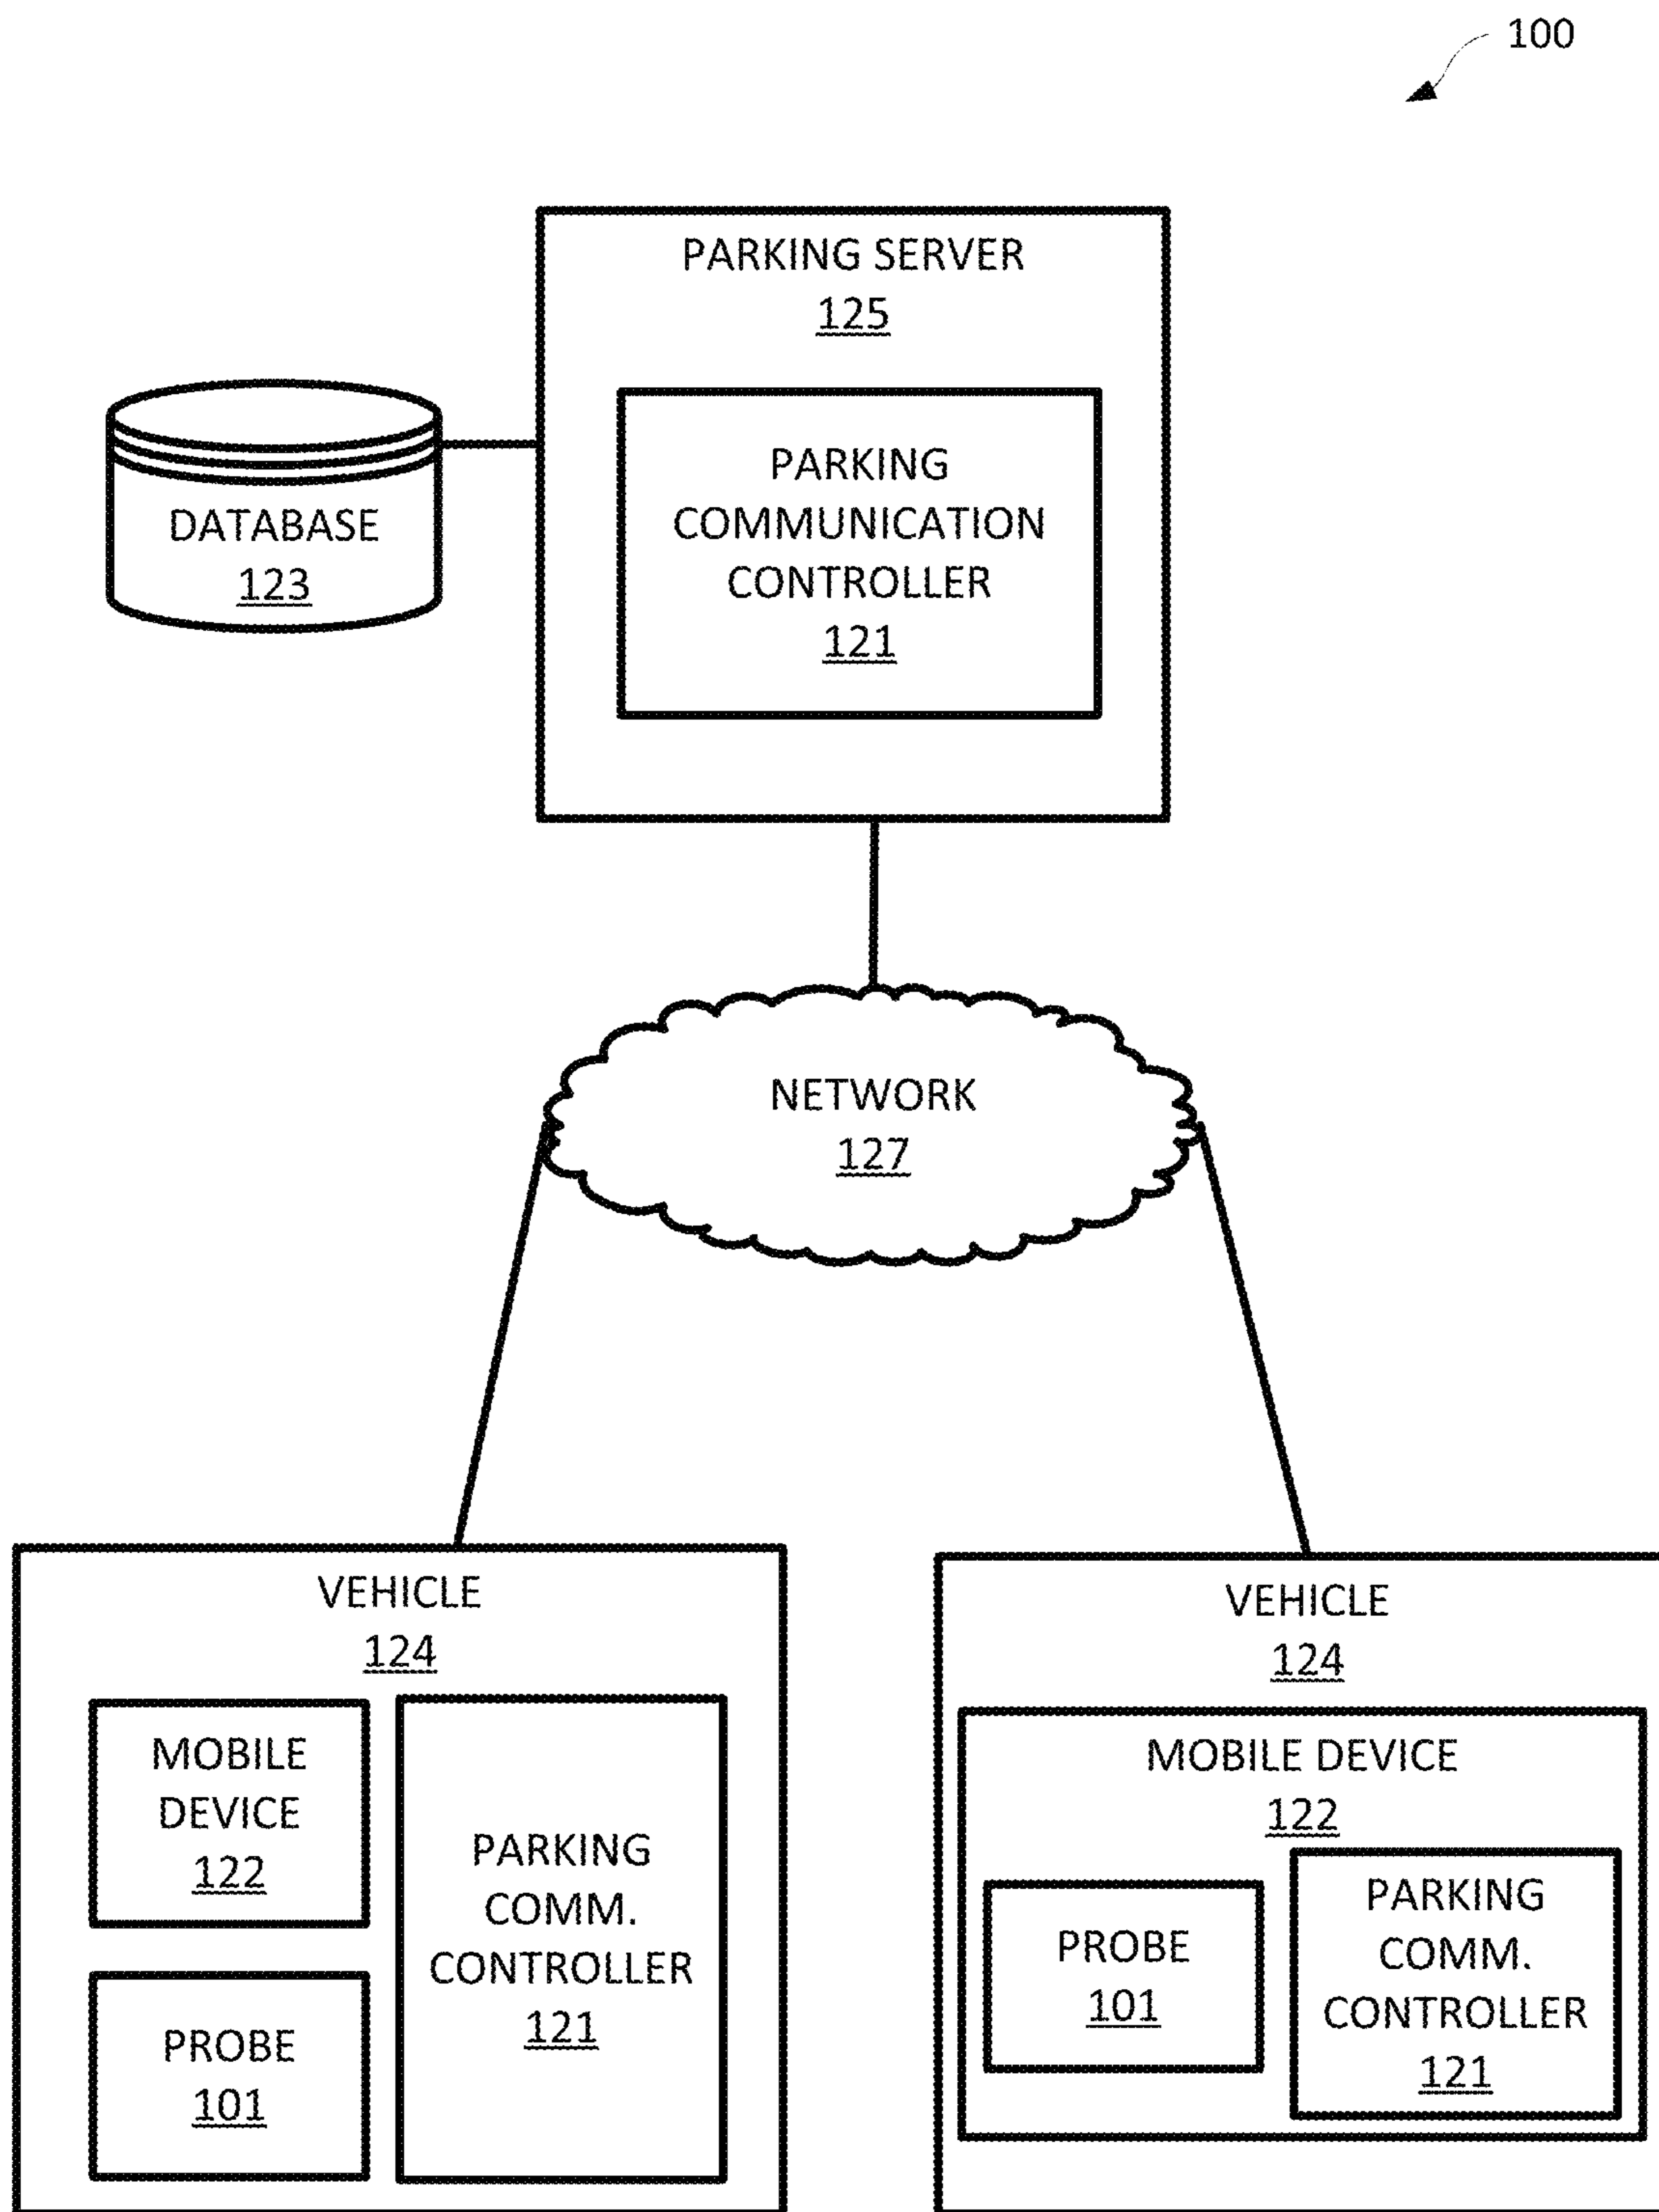 100
PARKING SERVER
125
PARKING
COMMUNICATION
CONTROLLER
121
DATABASE
123
NETWORK
127
VEHICLE
124
MOBILE
DEVICE
122
PROBE
101
PARKING
COMM.
CONTROLLER
121
VEHICLE
124
MOBILE DEVICE
122
PROBE
101
PARKING
COMM.
CONTROLLER
121